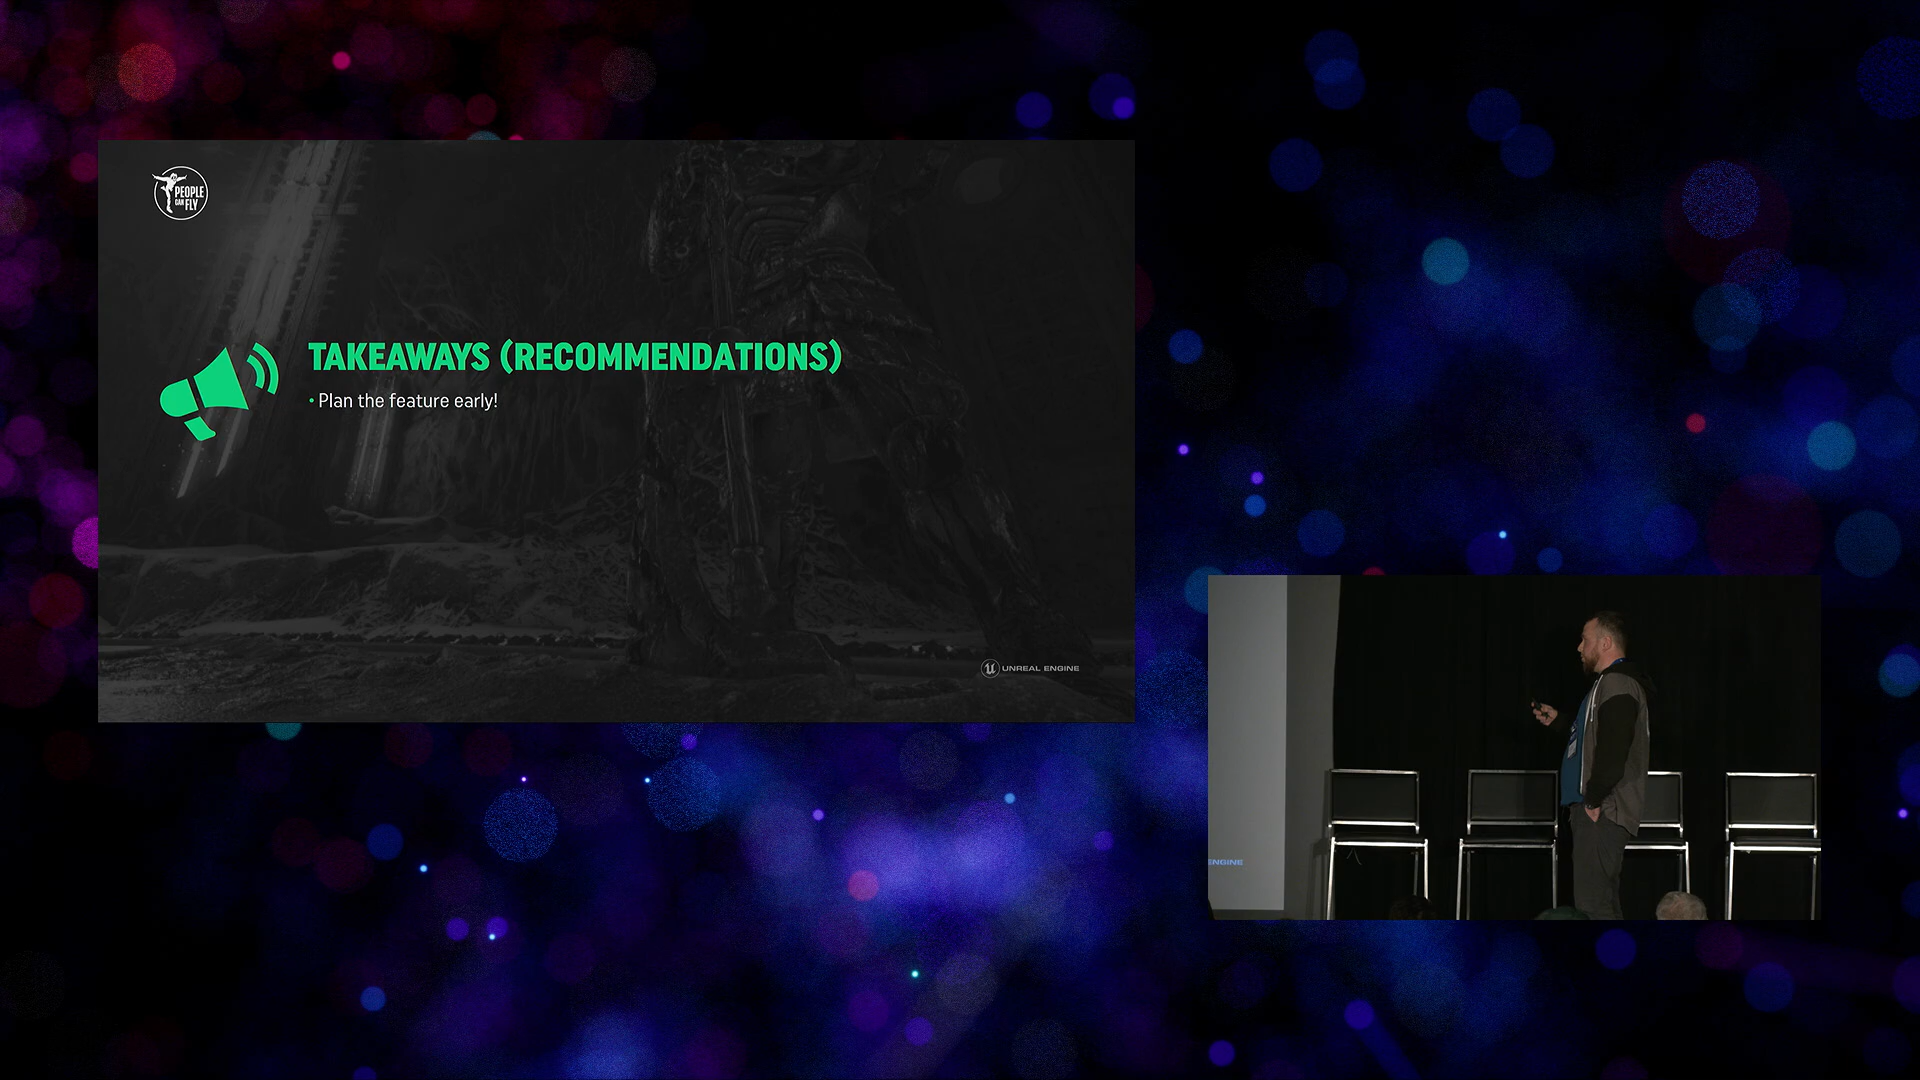 PEOPLE
CAN
FLY
TAKEAWAYS (RECOMMENDATIONS)
• Plan the feature early!
UNREAL ENGINE
ENGINE